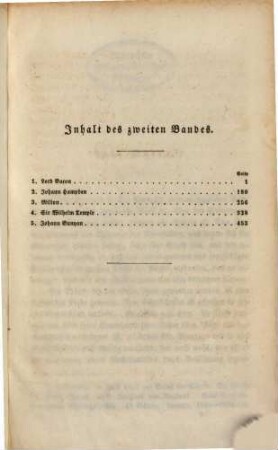 Inhalt des zweiten Bandes.
Seite
1. Lord Bacon 1
2. Johann Hampden
3. Milton
4. Sir Wilhelm Temple
5. Johann Bunyan